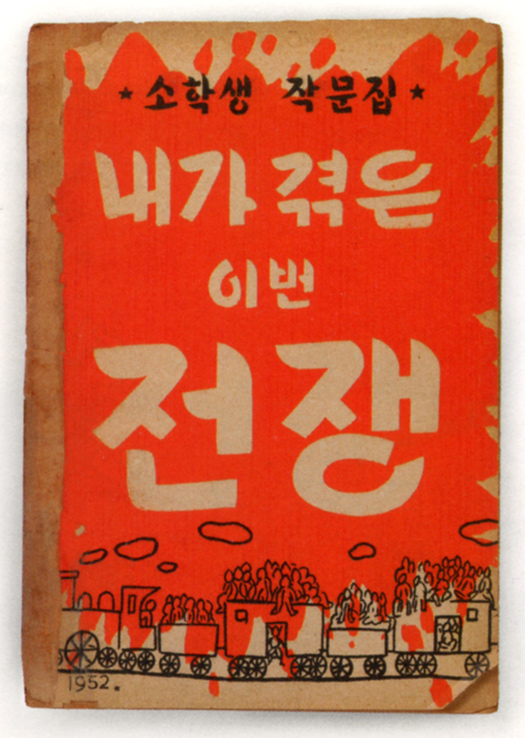 ★ 소학생 작문집 ★
내가 겪은
이번
전쟁
1952.